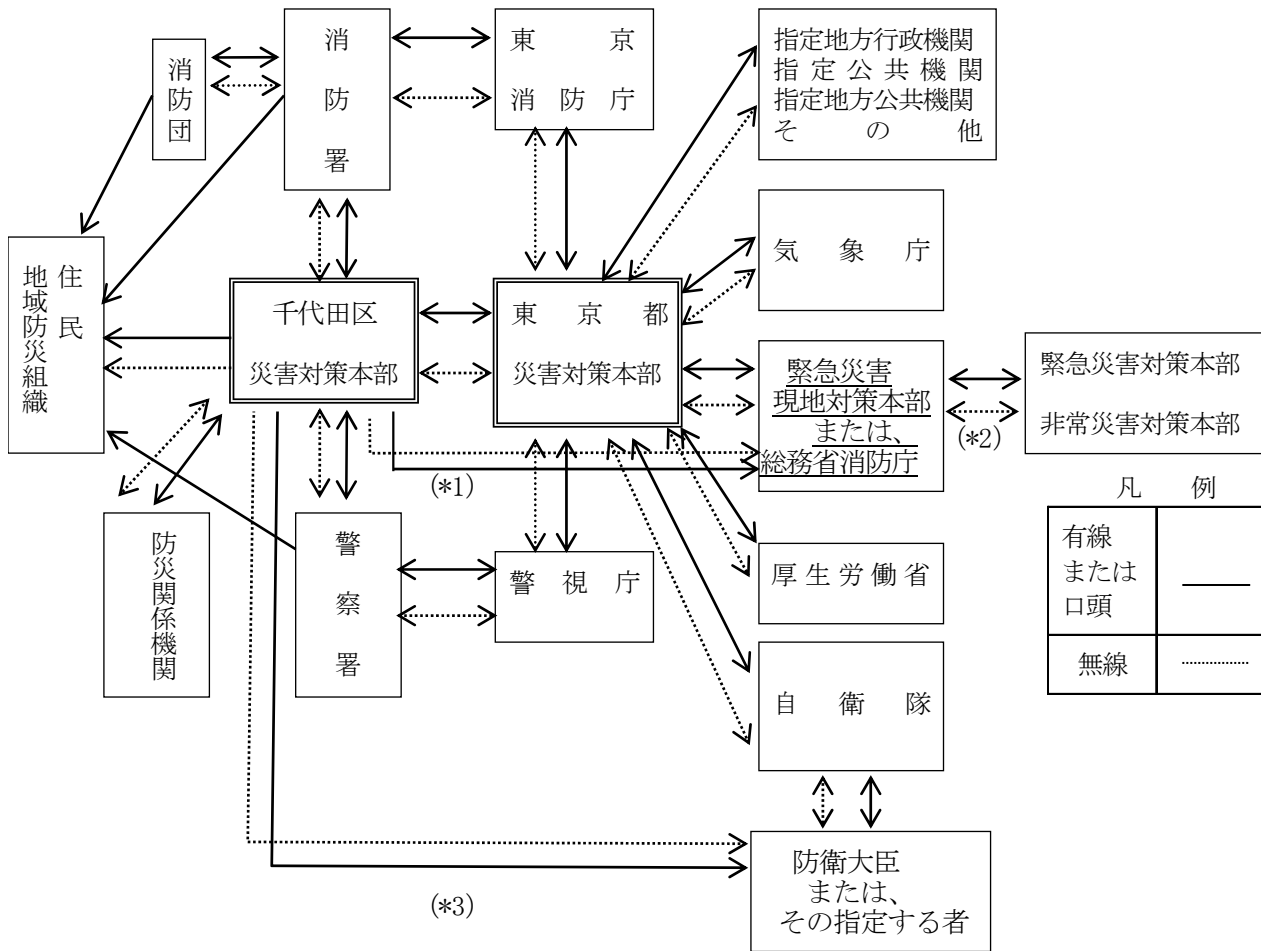 消防署
東京
消防庁
指定地方行政機関
指定公共機関
指定地方公共機関
その他
消防団
気象庁
住民
地域防災組織
千代田区
災害対策本部
東京都
災害対策本部
緊急災害
現地対策本部
または、
総務省消防庁
緊急災害対策本部
非常災害対策本部
(*2)
(*1)
凡例
有線
または
口頭
無線
防災関係機関
警察署
警視庁
厚生労働省
自衛隊
防衛大臣
または、
その指定する者
(*3)